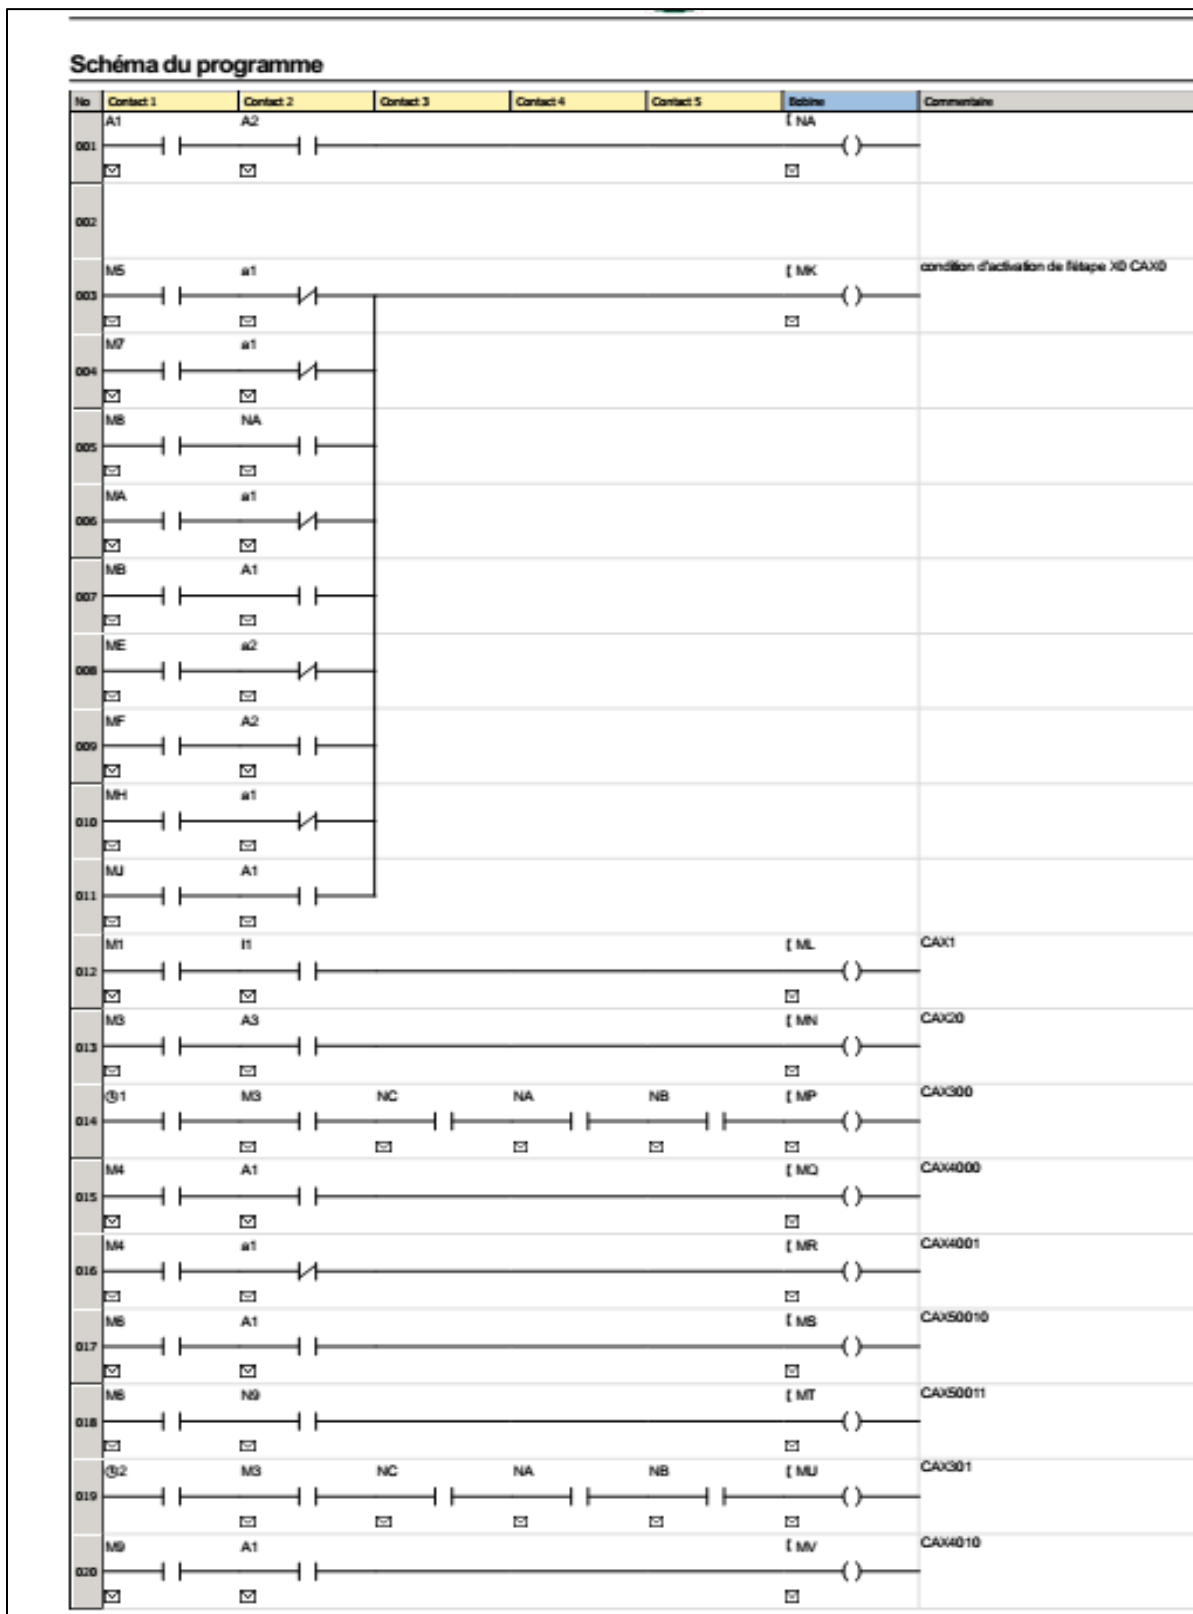 Schéma du programme
No Contact 1 Contact 2 Contact 3 Contact 4 Contact 5 Bobine Commentaire
A1 A2 [ NA
001
002
M5 a1 [ MK condition d'activation de l'étape X0 CAX0
003
M7 a1
004
M8 NA
005
MA a1
006
MB A1
007
ME a2
008
MF A2
009
MH a1
010
MJ A1
011
M1 I1 [ ML CAX1
012
M3 A3 [ MN CAX20
013
1 M3 NC NA NB [ MP CAX300
014
M4 A1 [ MQ CAX4000
015
M4 a1 [ MR CAX4001
016
M6 A1 [ MS CAX50010
017
M6 N9 [ MT CAX50011
018
2 M3 NC NA NB [ MU CAX301
019
M9 A1 [ MV CAX4010
020